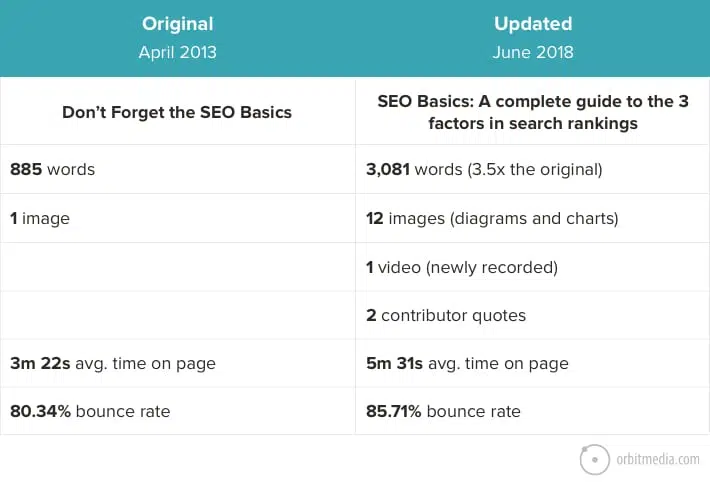 Original
April 2013
Updated
June 2018
Don’t Forget the SEO Basics
SEO Basics: A complete guide to the 3
factors in search rankings
885 words
3,081 words (3.5x the original)
1 image
12 images (diagrams and charts)
1 video (newly recorded)
2 contributor quotes
3m 22s avg. time on page
5m 31s avg. time on page
80.34% bounce rate
85.71% bounce rate
orbitmedia.com